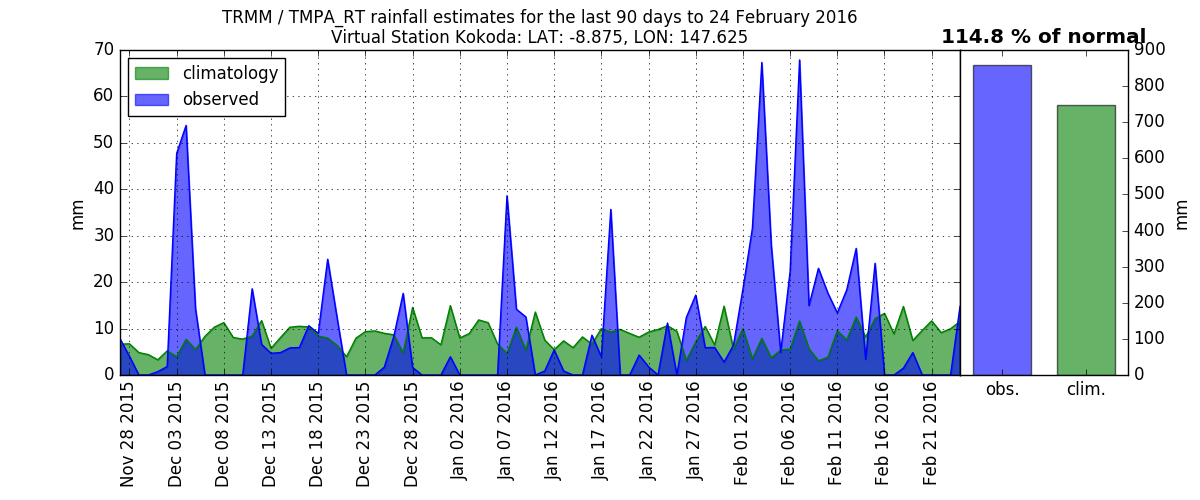 TRMM / TMPA_RT rainfall estimates for the last 90 days to 24 February 2016
Virtual Station Kokoda: LAT: -8.875, LON: 147.625
114.8 % of normal
climatology
observed
70
60
50
40
30
20
10
0
mm
900
800
700
600
500
400
300
200
100
0
mm
obs.
clim.
Nov 28 2015
Dec 03 2015
Dec 08 2015
Dec 13 2015
Dec 18 2015
Dec 23 2015
Dec 28 2015
Jan 02 2016
Jan 07 2016
Jan 12 2016
Jan 17 2016
Jan 22 2016
Jan 27 2016
Feb 01 2016
Feb 06 2016
Feb 11 2016
Feb 16 2016
Feb 21 2016